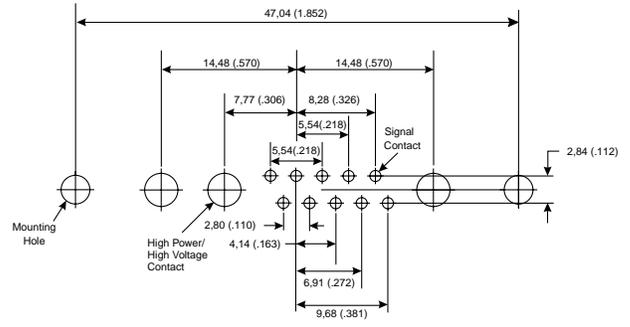 47,04 (1.852)
14,48 (.570)
14,48 (.570)
7,77 (.306)
8,28 (.326)
5,54(.218)
Signal
Contact
5,54(.218)
2,84 (.112)
Mounting
Hole
2,80 (.110)
High Power/
High Voltage
Contact
4,14 (.163)
6,91 (.272)
9,68 (.381)